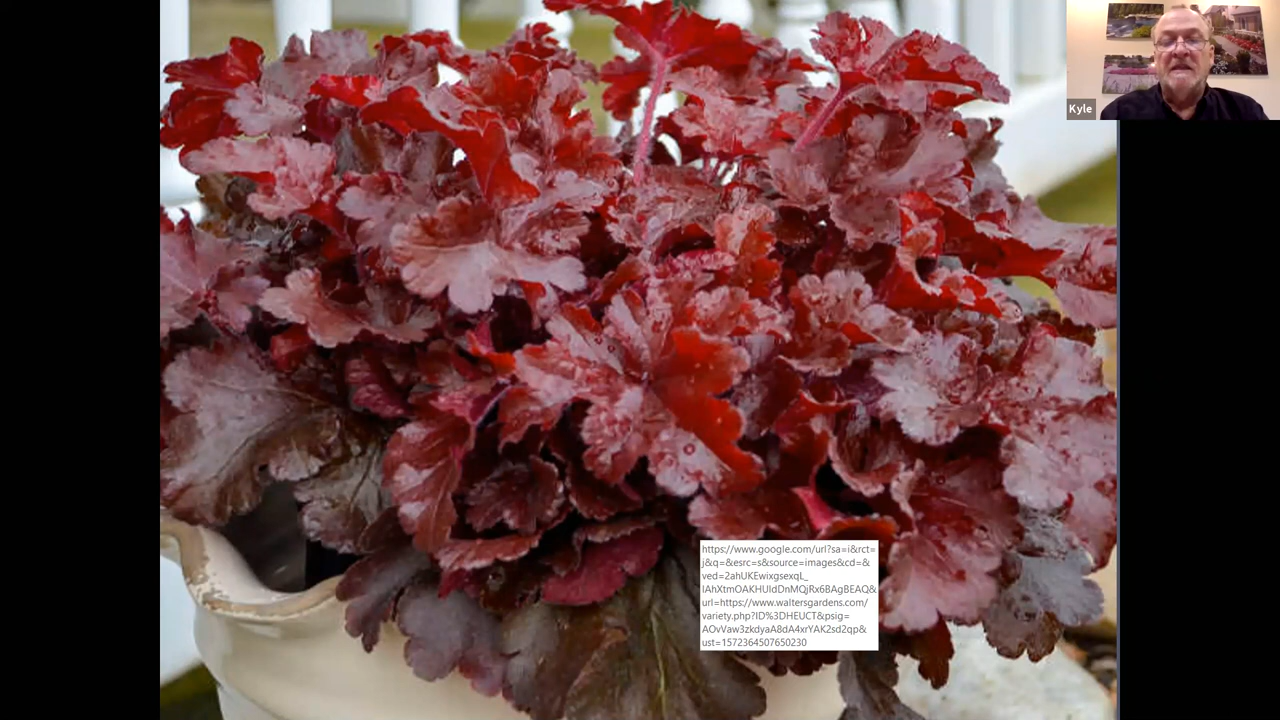 Kyle
https://www.google.com/url?sa=i&rct=
j&q=&esrc=s&source=images&cd=&
ved=2ahUKEwixgsexqL_
lAhXtmOAKHUldDnMQjRx6BAgBEAQ&
url=https://www.waltersgardens.com/
variety.php?ID%3DHEUCT&psig=
AOvVaw3zkdyaA8dA4xrYAK2sd2qp&
ust=1572364507650230